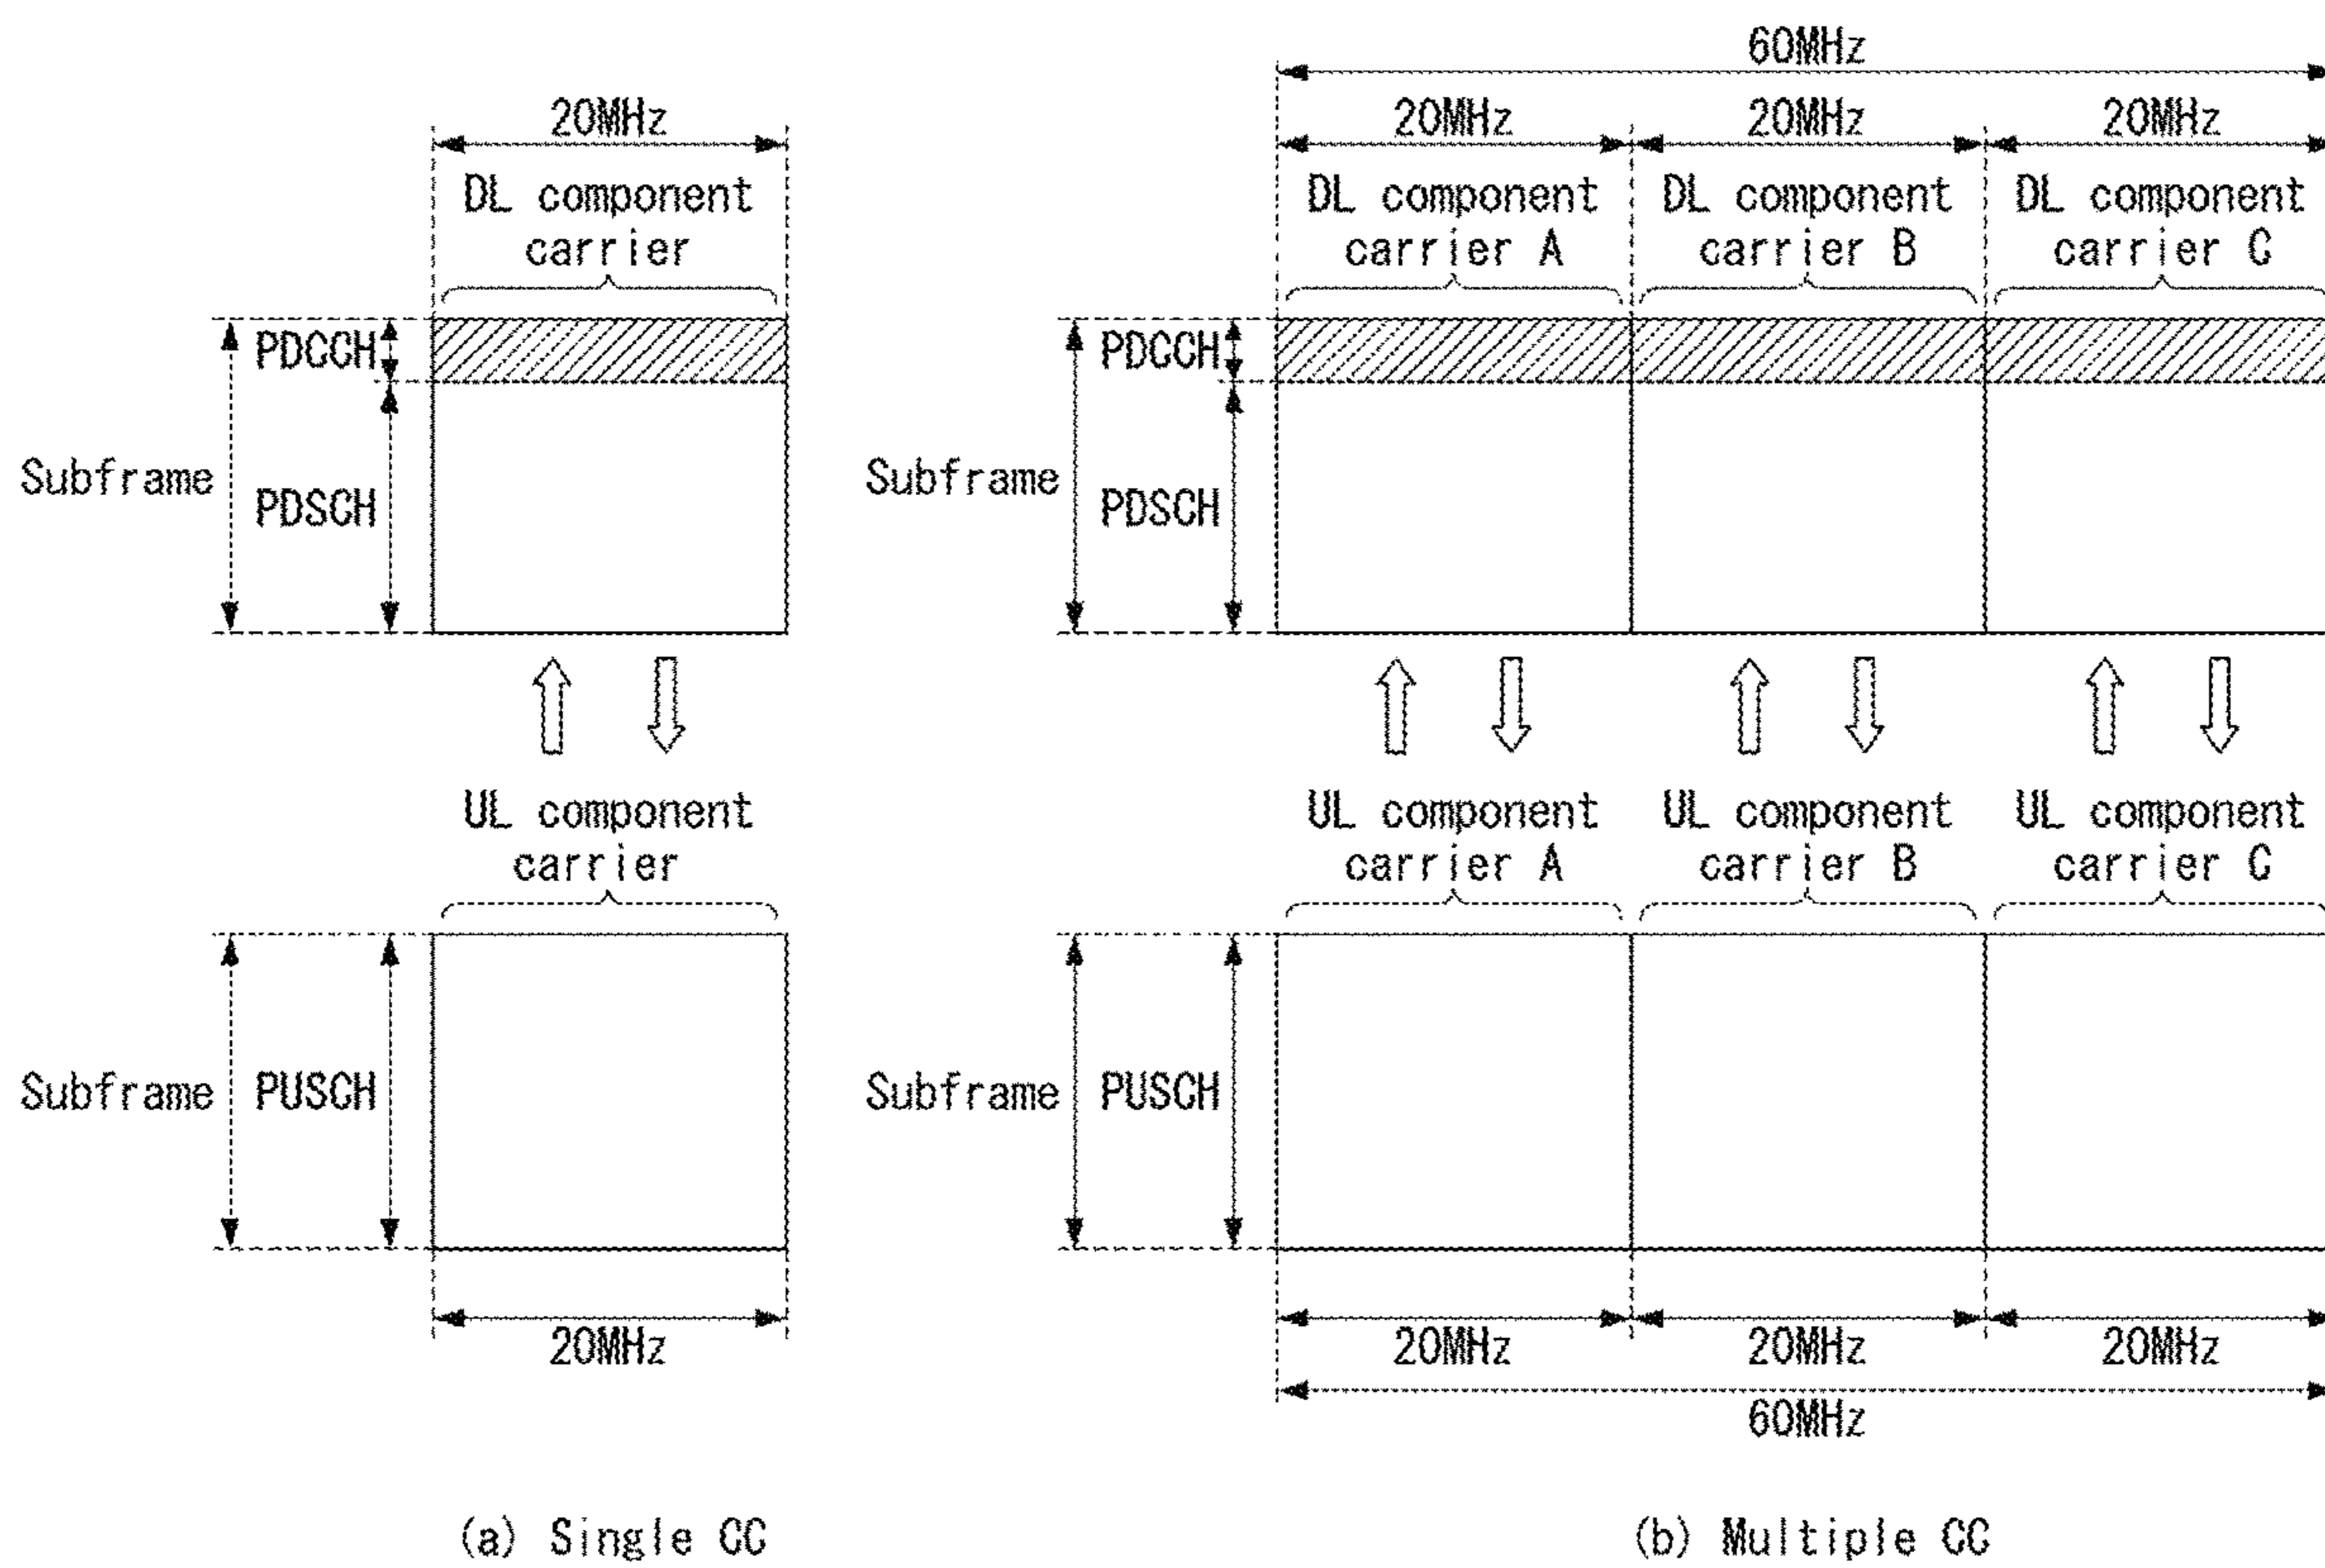 20MHz
DL component
carrier
PDCCH
Subframe
PDSCH
UL component
carrier
Subframe
PUSCH
20MHz
(a) Single CC
60MHz
20MHz
20MHz
20MHz
DL component
carrier A
DL component
carrier B
DL component
carrier C
PDCCH
Subframe
PDSCH
UL component
carrier A
UL component
carrier B
UL component
carrier C
Subframe
PUSCH
20MHz
20MHz
20MHz
60MHz
(b) Multiple CC